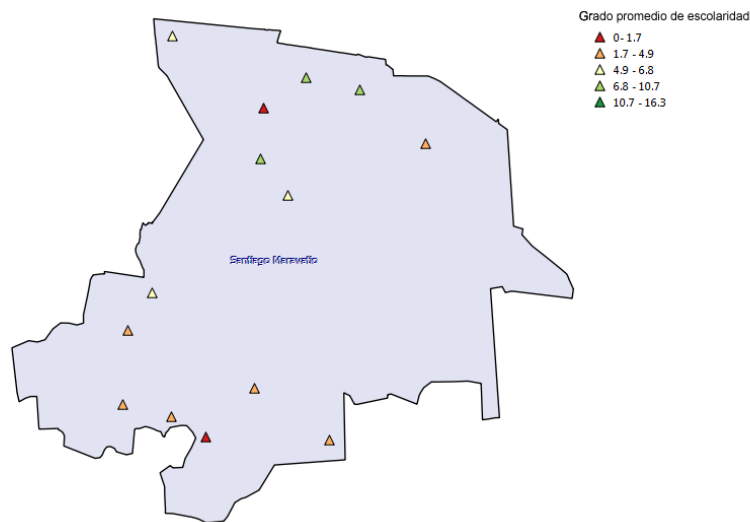 Grado promedio de escolaridad
0- 1.7
1.7 - 4.9
4.9 - 6.8
6.8 - 10.7
10.7 - 16.3
Santiago Maravatío